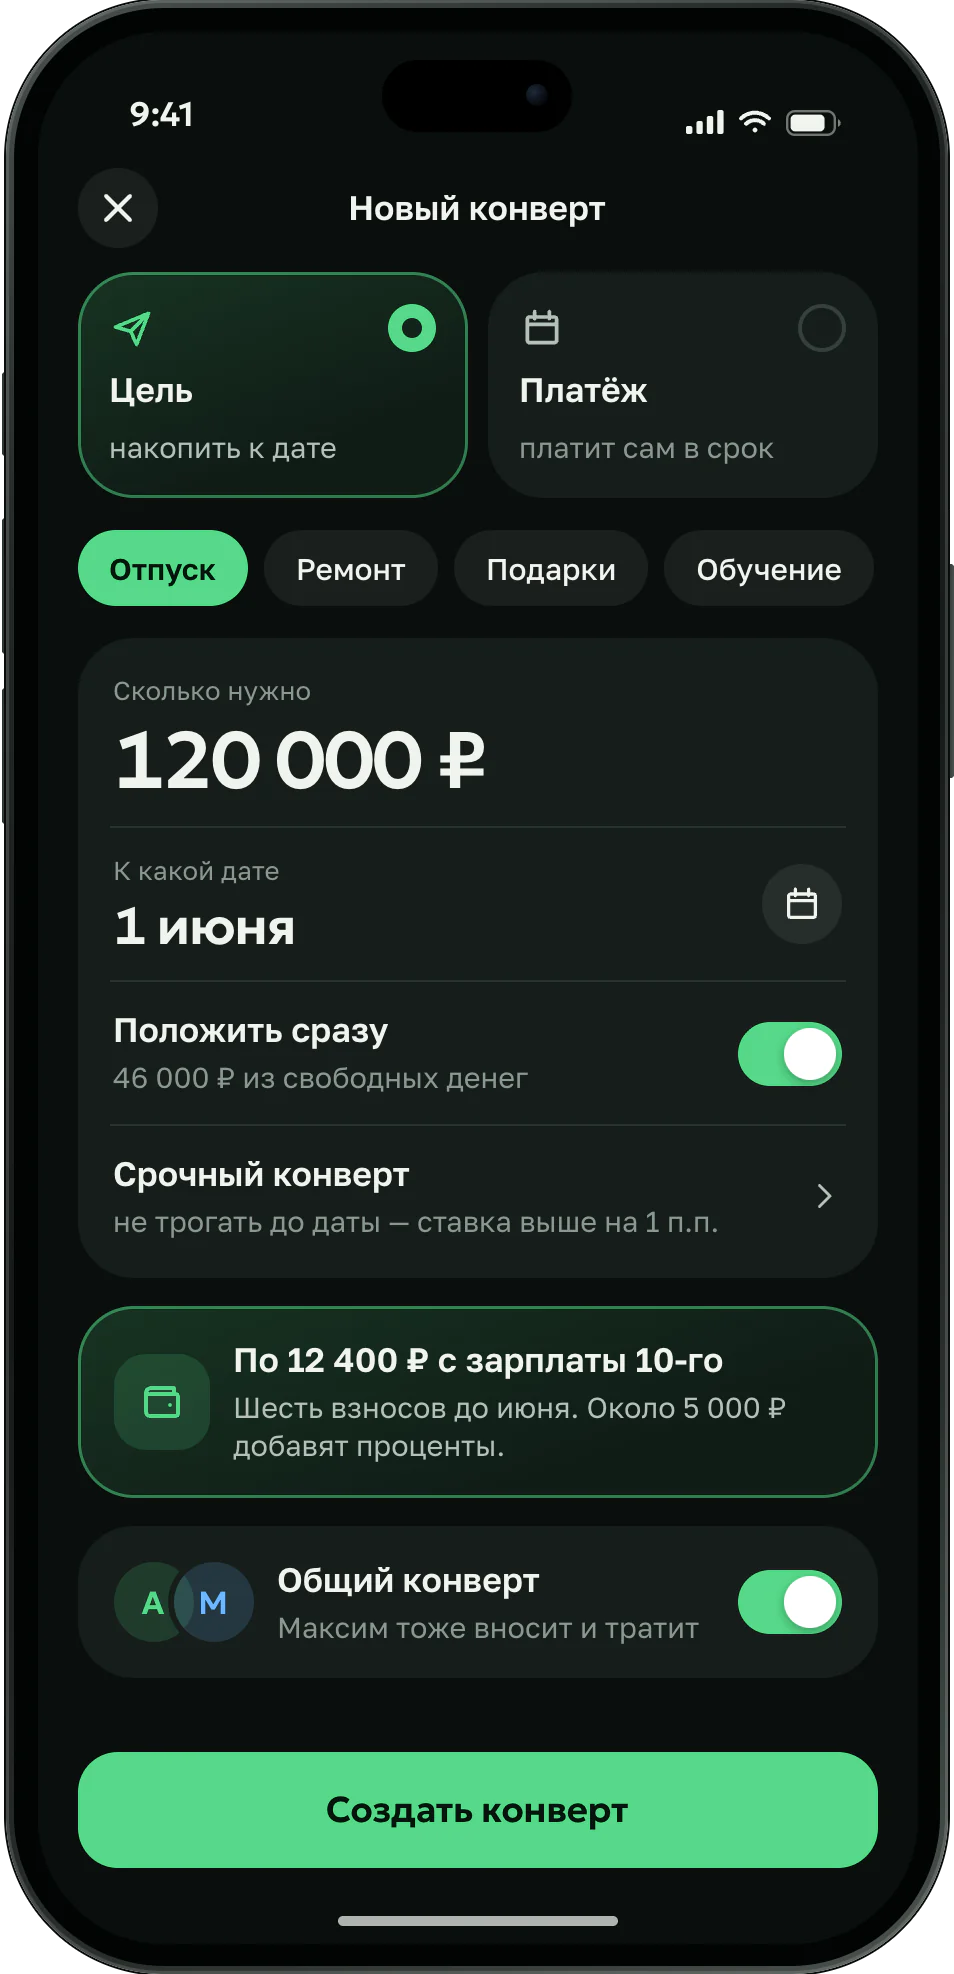 9:41
Новый конверт
Цель
накопить к дате
Платёж
платит сам в срок
Отпуск
Ремонт
Подарки
Обучение
Сколько нужно
120 000 ₽
К какой дате
1 июня
Положить сразу
46 000 ₽ из свободных денег
Срочный конверт
не трогать до даты — ставка выше на 1 п.п.
По 12 400 ₽ с зарплаты 10-го
Шесть взносов до июня. Около 5 000 ₽
добавят проценты.
А М
Общий конверт
Максим тоже вносит и тратит
Создать конверт